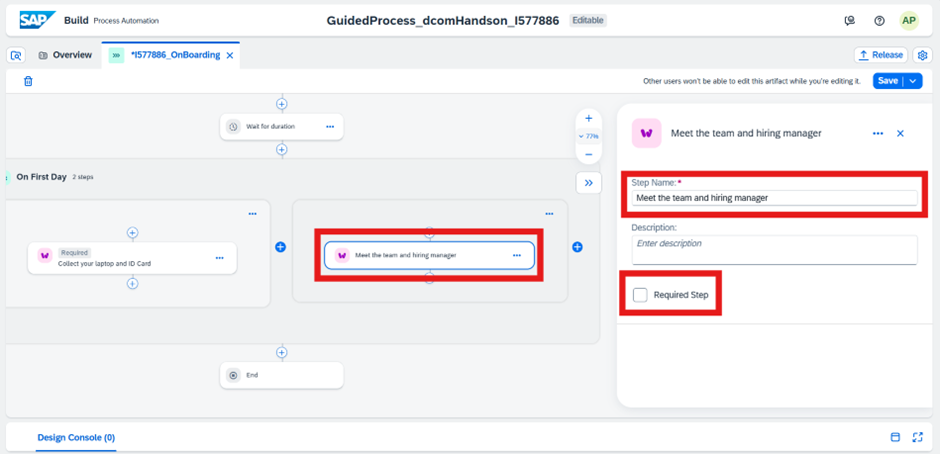 SAP Build Process Automation
GuidedProcess_dcomHandson_I577886 Editable
AP
Overview
*I577886_OnBoarding
Release
Other users won't be able to edit this artifact while you're editing it.
Save
Wait for duration
77%
On First Day 2 steps
Required
Collect your laptop and ID Card
Meet the team and hiring manager
End
Meet the team and hiring manager
Step Name:*
Meet the team and hiring manager
Description:
Enter description
Required Step
Design Console (0)